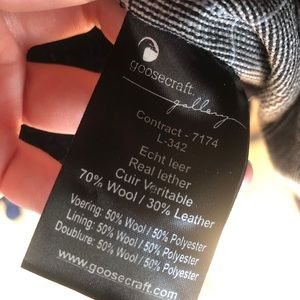 goosecraft.
gallery
Contract - 7174
L-342
Echt leer
Real lether
Cuir Veritable
70% Wool / 30% Leather
Voering: 50% Wool / 50% Polyester
Lining: 50% Wool / 50% Polyester
Doublure: 50% Wool / 50% Polyester
www.goosecraft.com